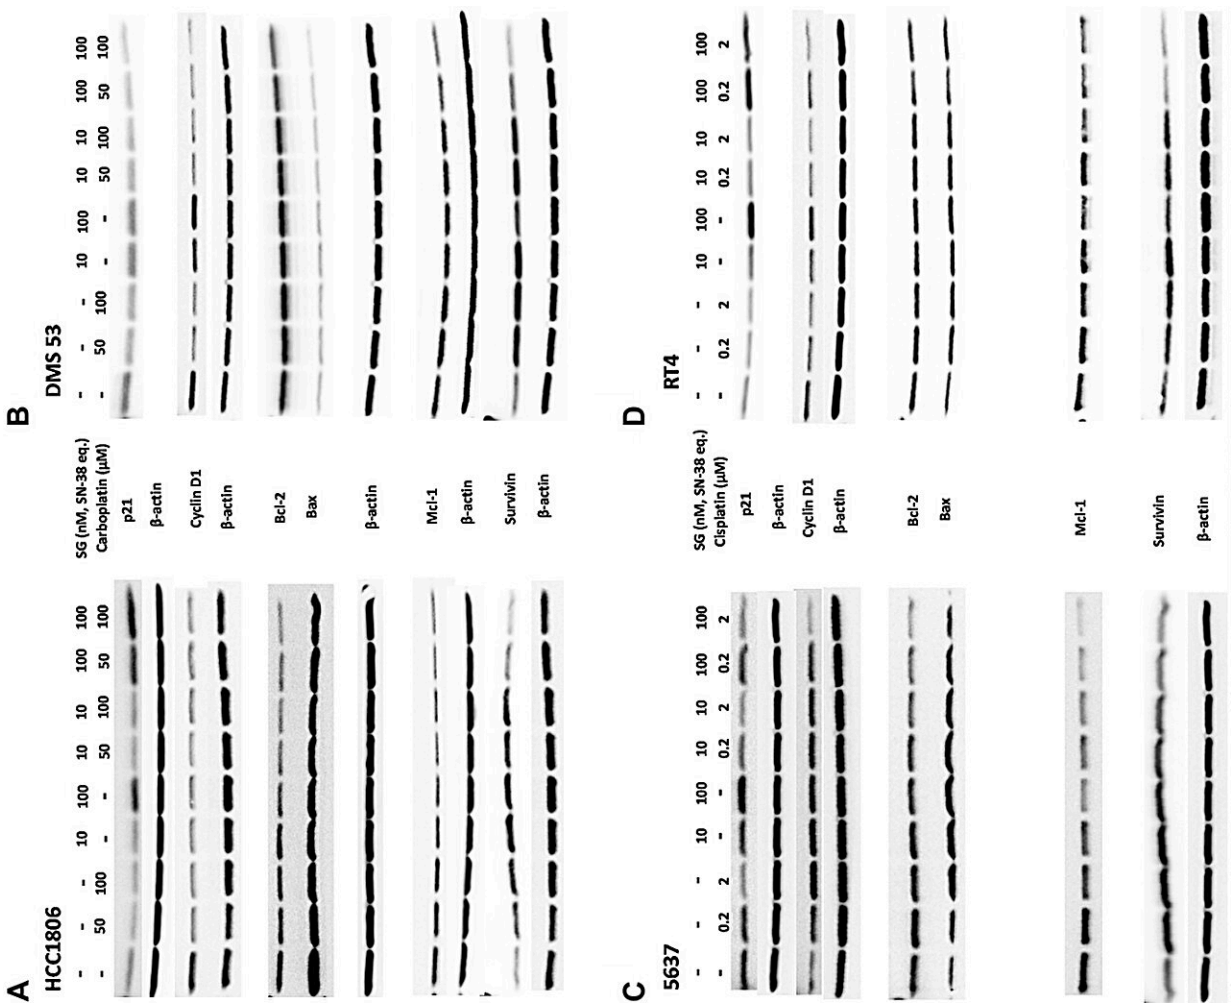 A B
HCC1806 DMS 53
- - - 10 100 10 10 100 100 SG (nM, SN-38 eq.) - - - 10 100 10 10 100 100
- 50 100 - - 50 100 50 100 Carboplatin (µM) - 50 100 - - 50 100 50 100
p21
β-actin
Cyclin D1
β-actin
Bcl-2
Bax
β-actin
Mcl-1
β-actin
Survivin
β-actin
C D
5637 RT4
- - - 10 100 10 10 100 100 SG (nM, SN-38 eq.) - - - 10 100 10 10 100 100
- 0.2 2 - - 0.2 2 0.2 2 Cisplatin (µM) - 0.2 2 - - 0.2 2 0.2 2
p21
β-actin
Cyclin D1
β-actin
Bcl-2
Bax
Mcl-1
Survivin
β-actin